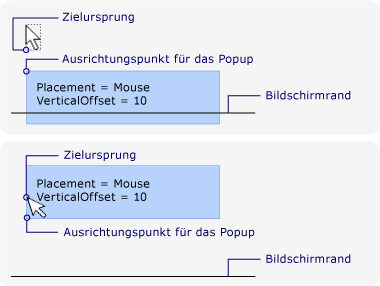 Zielursprung
Ausrichtungspunkt für das Popup
Placement = Mouse
VerticalOffset = 10
Bildschirmrand
Zielursprung
Placement = Mouse
VerticalOffset = 10
Ausrichtungspunkt für das Popup
Bildschirmrand